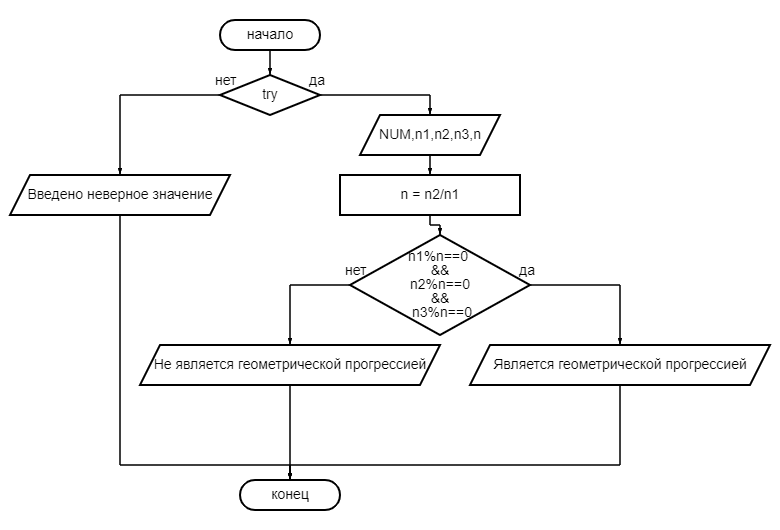 начало
нет
да
try
NUM,n1,n2,n3,n
Введено неверное значение
n = n2/n1
n1%n==0
&&
n2%n==0
&&
n3%n==0
нет
да
Не является геометрической прогрессией
Является геометрической прогрессией
конец